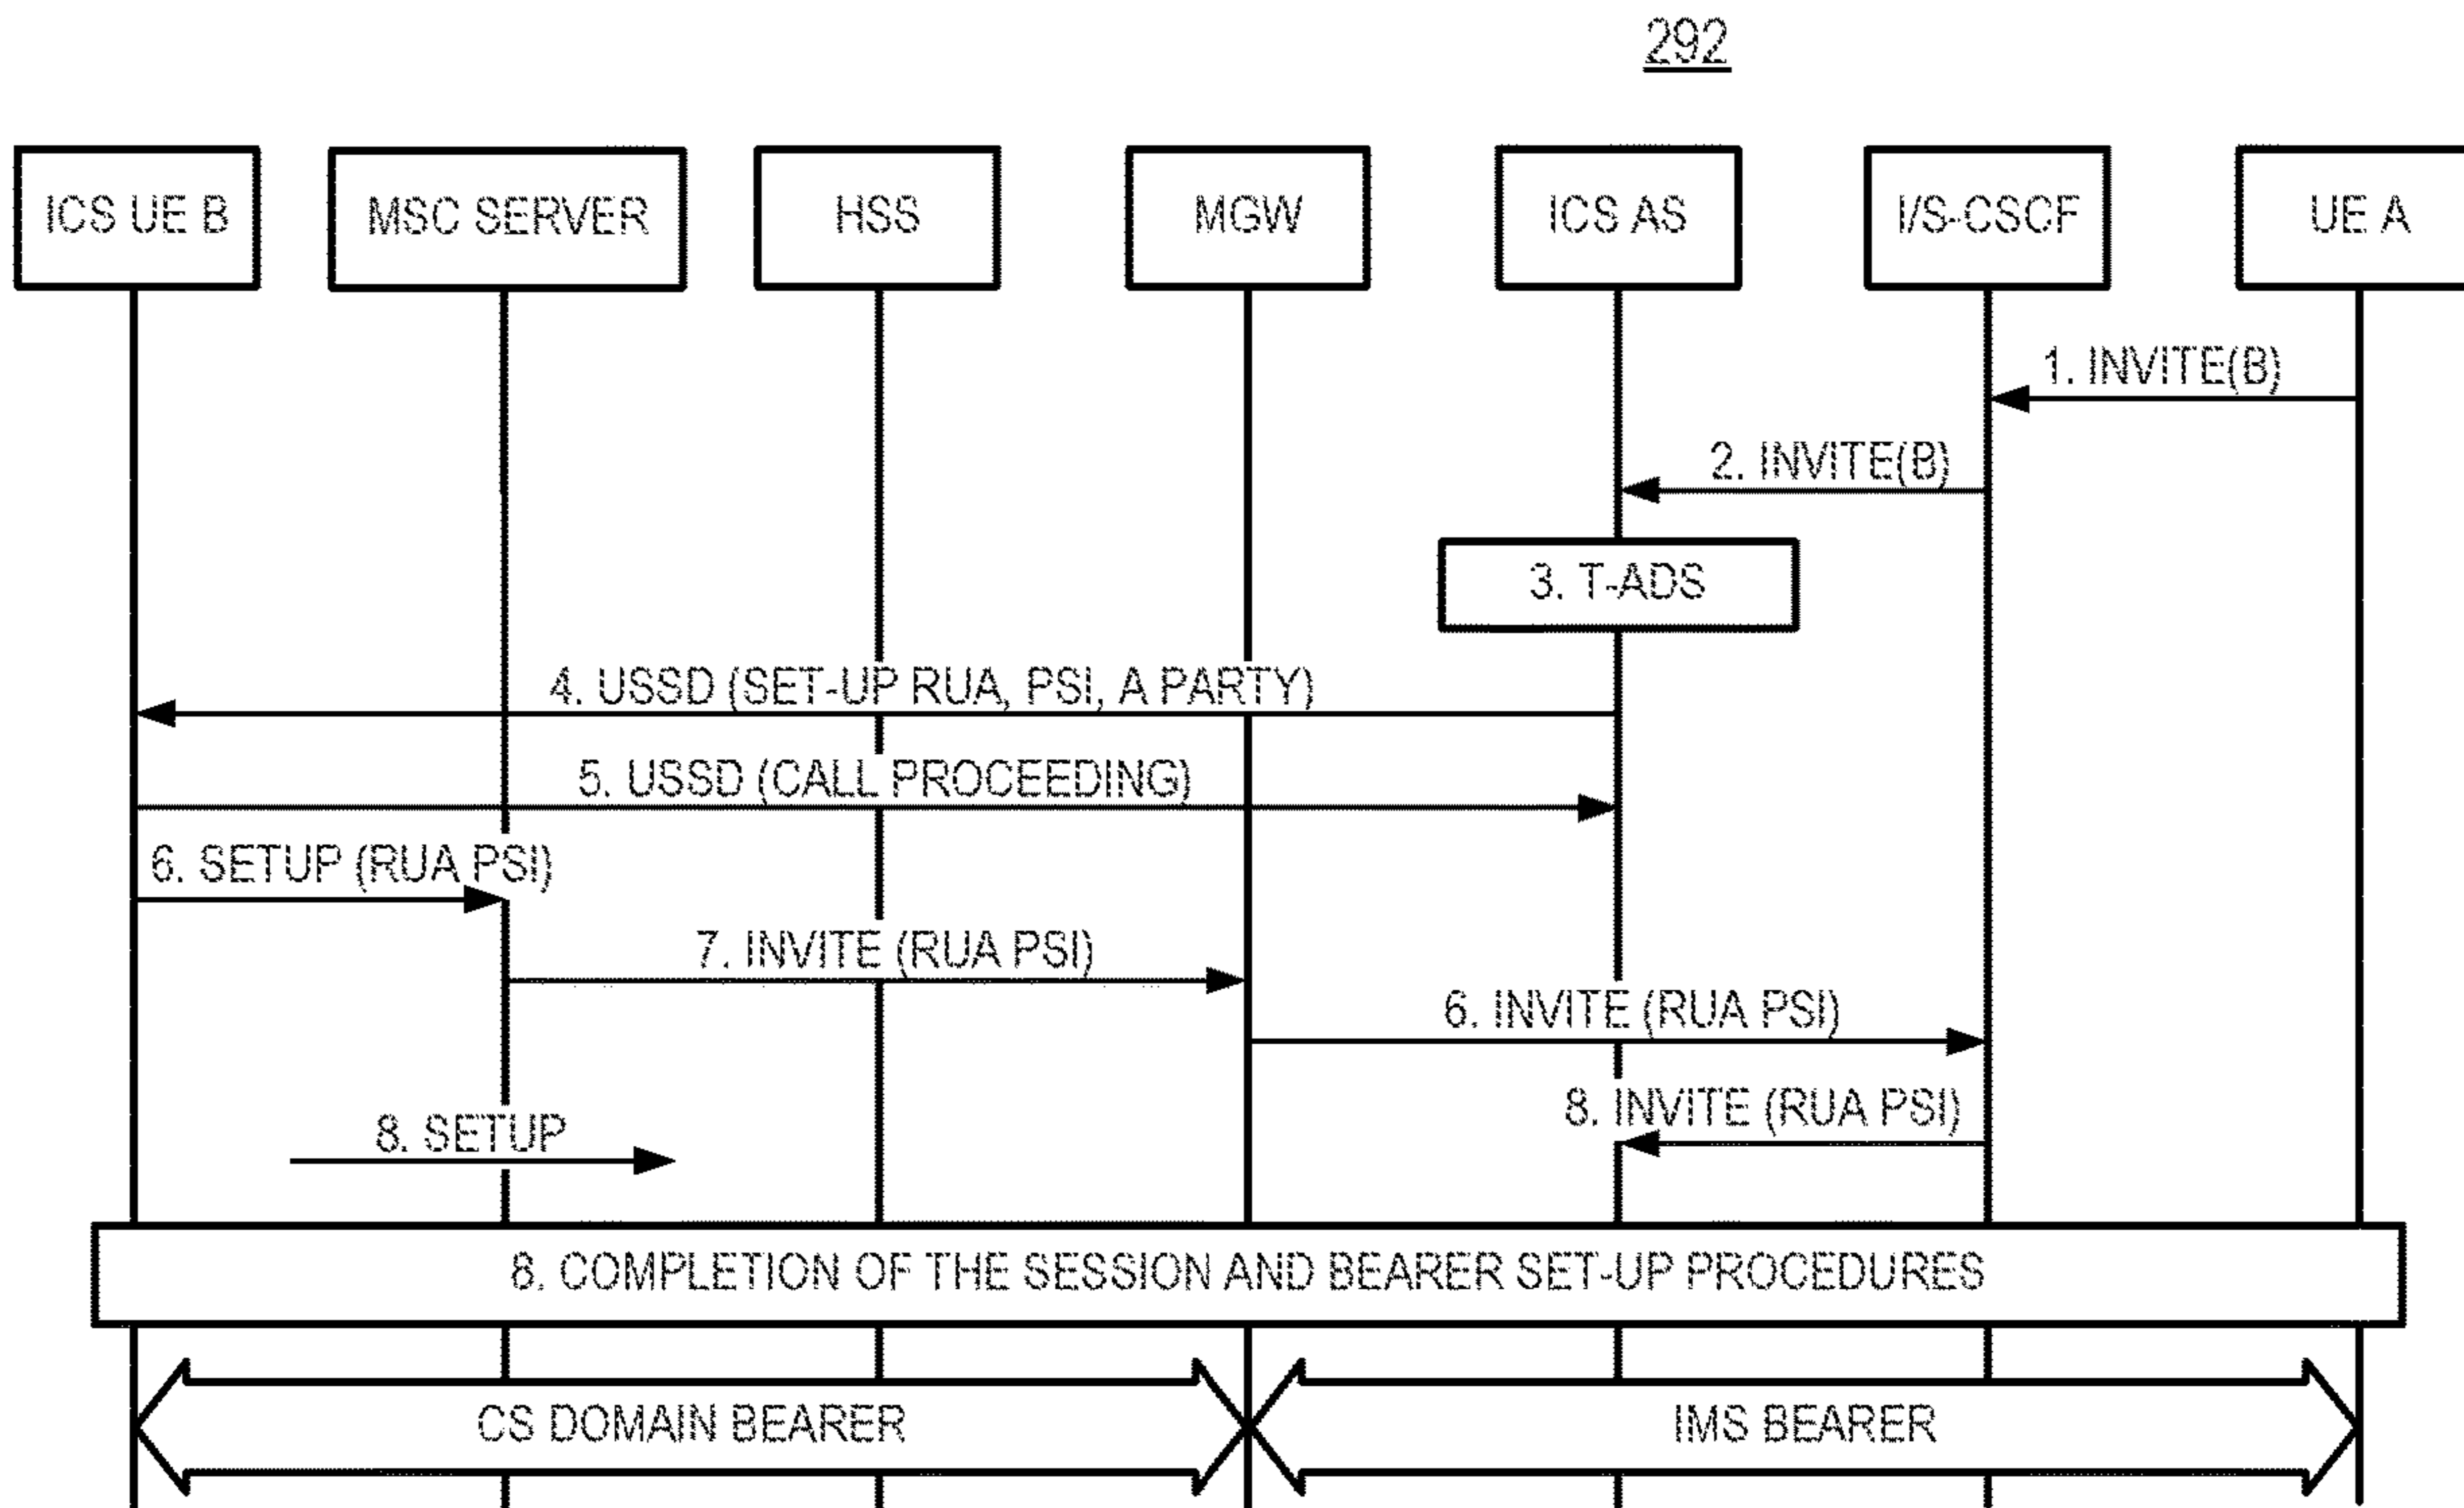 292
ICS UE B
MSC SERVER
HSS
MGW
ICS AS
I/S-CSCF
UE A
1. INVITE(B)
2. INVITE(B)
3. T-ADS
4. USSD (SET-UP RUA, PSI, A PARTY)
5. USSD (CALL PROCEEDING)
6. SETUP (RUA PSI)
7. INVITE (RUA PSI)
6. INVITE (RUA PSI)
8. INVITE (RUA PSI)
8. SETUP
8. COMPLETION OF THE SESSION AND BEARER SET-UP PROCEDURES
CS DOMAIN BEARER
IMS BEARER